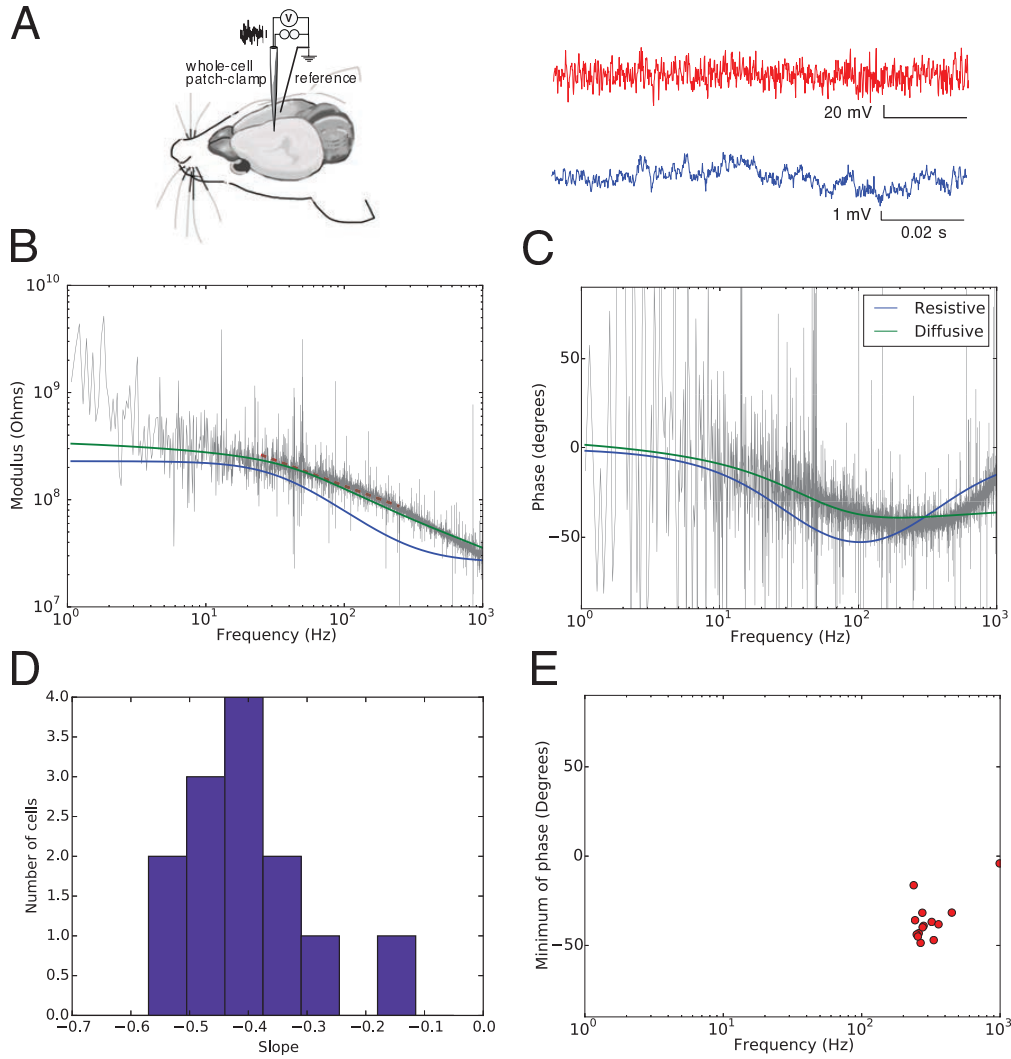 A
V
whole-cell
patch-clamp
reference
20 mV
1 mV
0.02 s
B
Modulus (Ohms)
10^10
10^9
10^8
10^7
10^0
10^1
10^2
10^3
Frequency (Hz)
C
Phase (degrees)
50
0
−50
Resistive
Diffusive
10^0
10^1
10^2
10^3
Frequency (Hz)
D
Number of cells
4.0
3.5
3.0
2.5
2.0
1.5
1.0
0.5
0.0
−0.7
−0.6
−0.5
−0.4
−0.3
−0.2
−0.1
0.0
Slope
E
Minimum of phase (Degrees)
50
0
−50
10^0
10^1
10^2
10^3
Frequency (Hz)